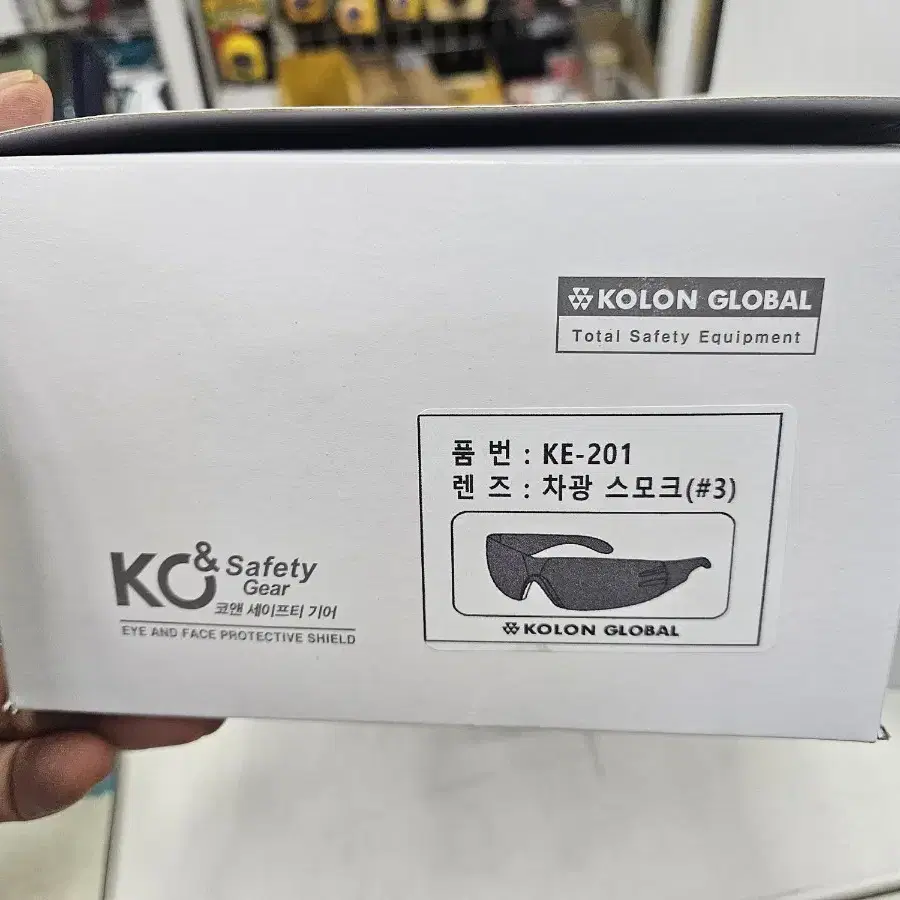 KOLON GLOBAL
Total Safety Equipment
품 번 : KE-201
렌 즈 : 차광 스모크(#3)
KOLON GLOBAL
KO& Safety
Gear
코앤 세이프티 기어
EYE AND FACE PROTECTIVE SHIELD